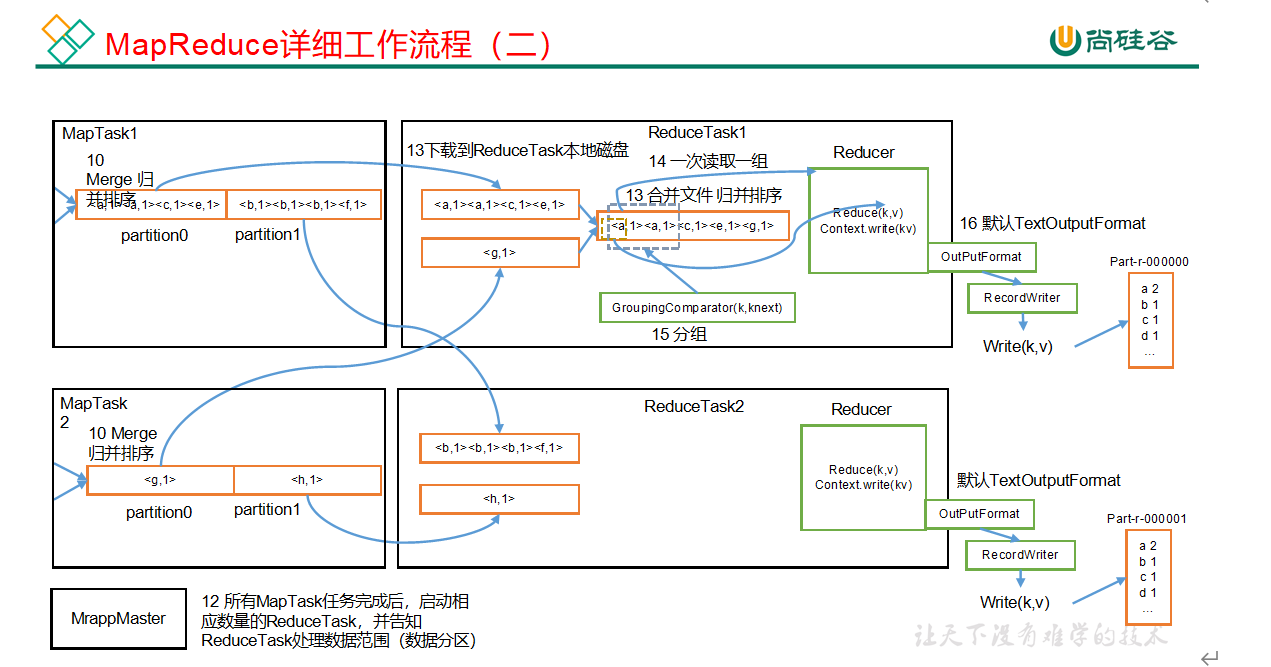 MapReduce详细工作流程（二）
尚硅谷
MapTask1
10
Merge 归
并排序
<a,1><a,1><c,1><e,1>
<b,1><b,1><b,1><f,1>
partition0
partition1
ReduceTask1
13下载到ReduceTask本地磁盘
14 一次读取一组
Reducer
<a,1><a,1><c,1><e,1>
13 合并文件 归并排序
<a,1><a,1><c,1><e,1><g,1>
<g,1>
Reduce(k,v)
Context.write(kv)
GroupingComparator(k,knext)
15 分组
16 默认TextOutputFormat
OutPutFormat
RecordWriter
Write(k,v)
Part-r-000000
a 2
b 1
c 1
d 1
...
MapTask
2
10 Merge
归并排序
<g,1>
<h,1>
partition0
partition1
ReduceTask2
Reducer
<b,1><b,1><b,1><f,1>
<h,1>
Reduce(k,v)
Context.write(kv)
默认TextOutputFormat
OutPutFormat
RecordWriter
Write(k,v)
Part-r-000001
a 2
b 1
c 1
d 1
...
MrappMaster
12 所有MapTask任务完成后，启动相
应数量的ReduceTask，并告知
ReduceTask处理数据范围（数据分区）
让天下没有难学的技术